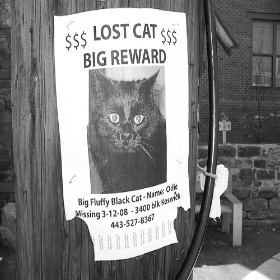 $$$ LOST CAT $$$
BIG REWARD
Big Fluffy Black Cat - Name: Odie
Missing 3-12-08 - 3400 blk Keswick
443-527-8367